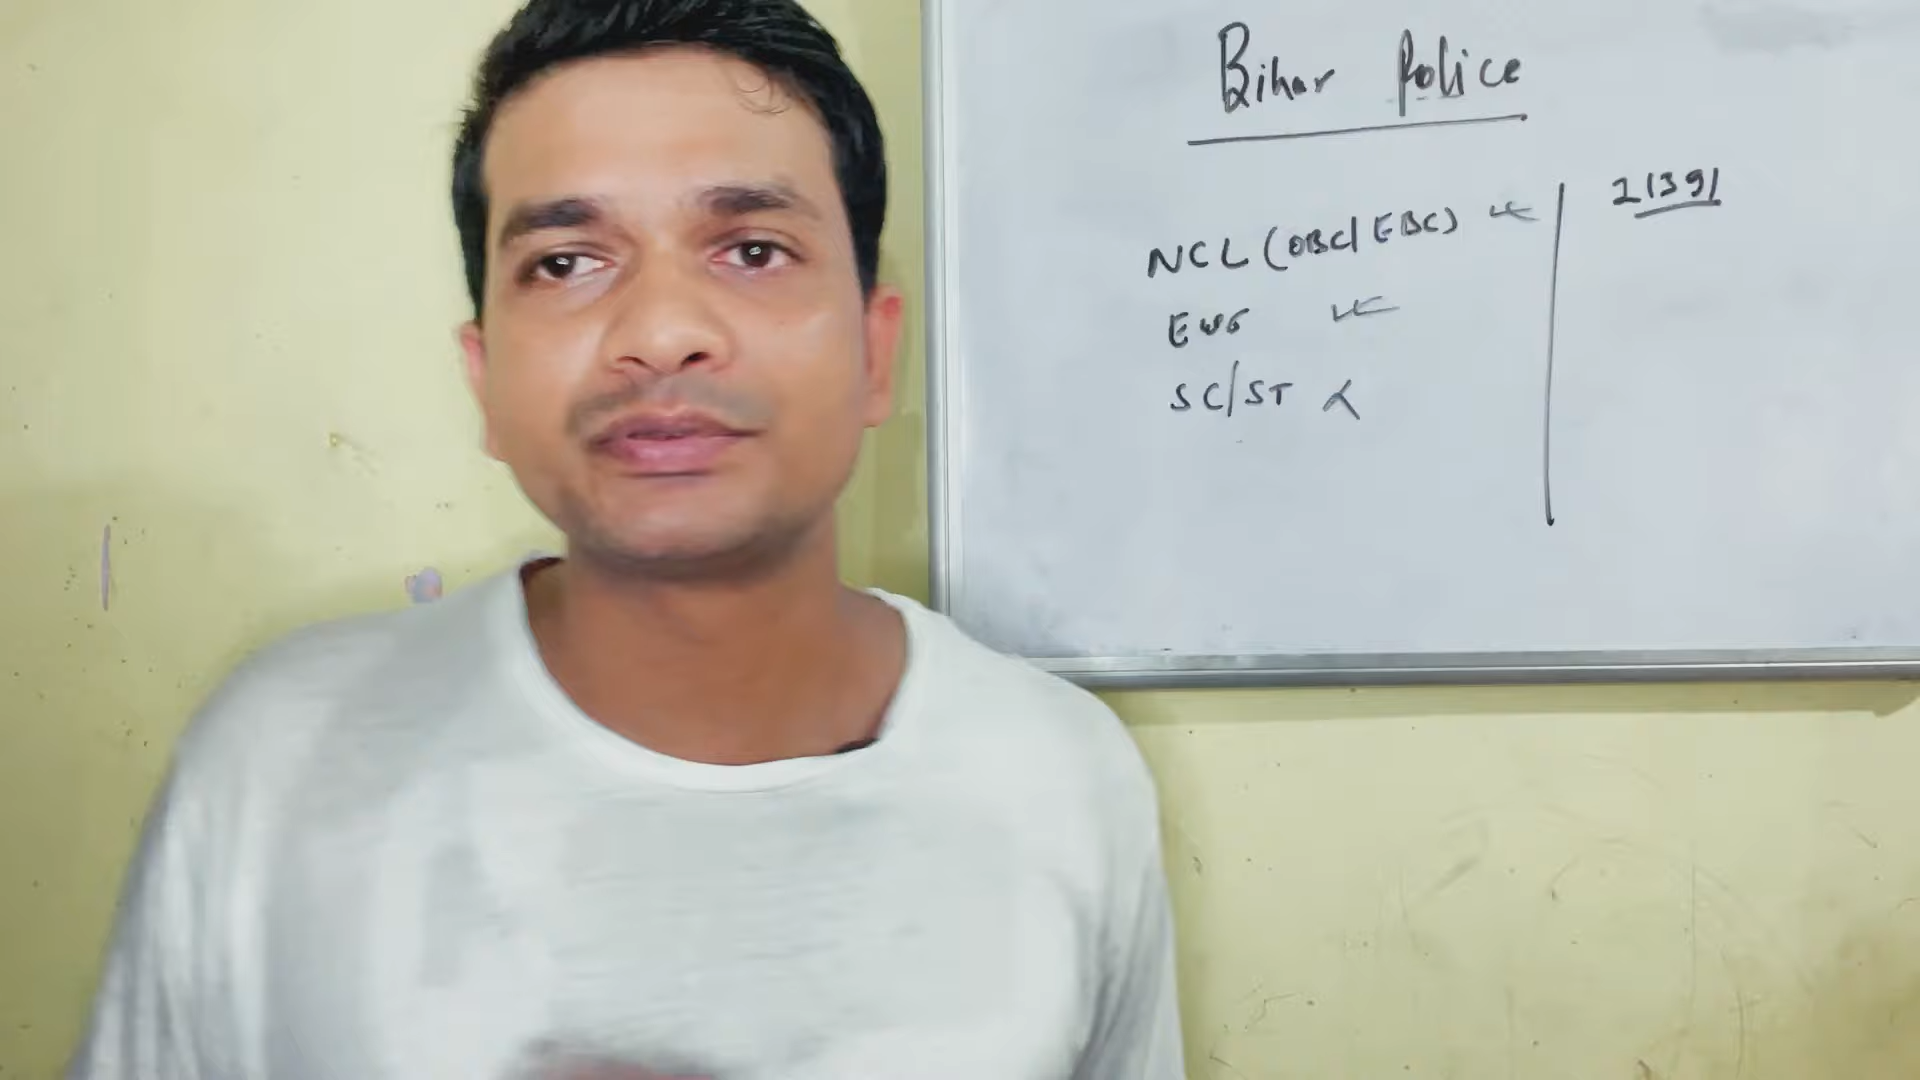 Bihar Police
NCL (OBC/EBC)
EWS
SC/ST
21391